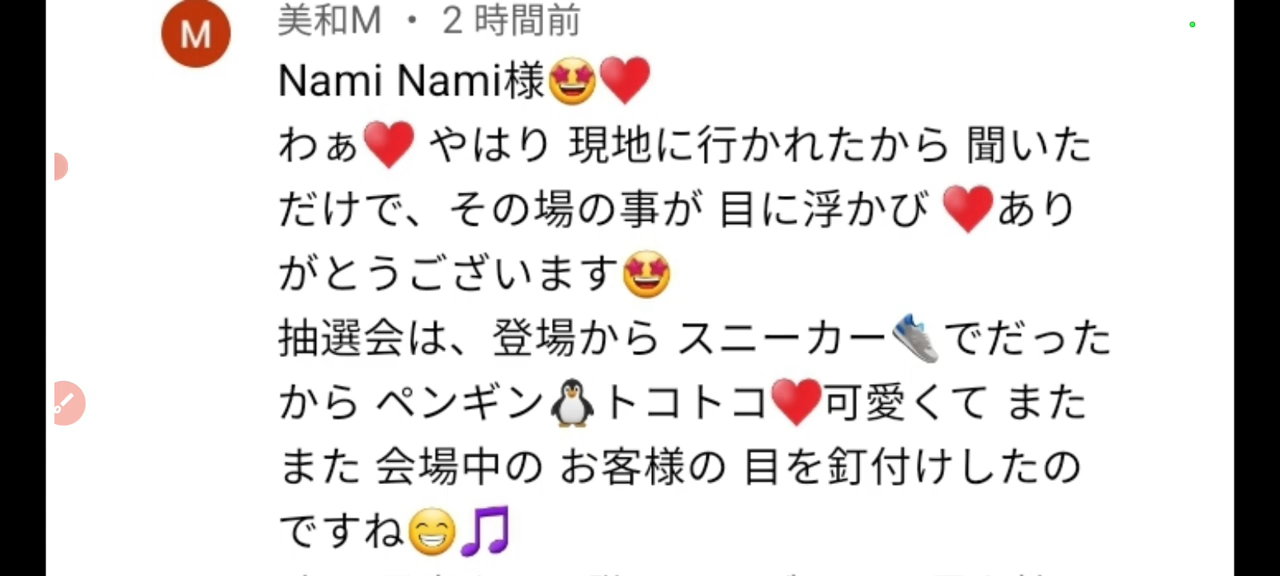 M
美和M ・ 2 時間前
Nami Nami様🤩♥️
わぁ♥️ やはり 現地に行かれたから 聞いた
だけで、その場の事が 目に浮かび ♥️あり
がとうございます🤩
抽選会は、登場から スニーカー👟でだった
から ペンギン🐧トコトコ♥️可愛くて また
また 会場中の お客様の 目を釘付けしたの
ですね😁🎵